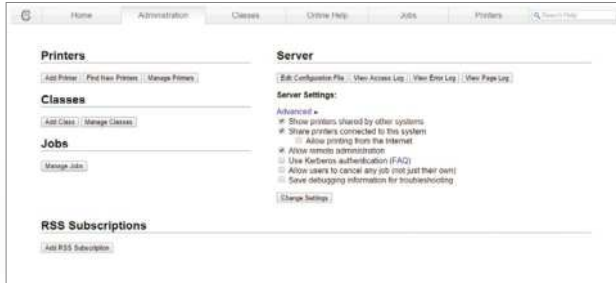 Home Administration Classes Online Help Jobs Printers Search Help
Printers
Add Printer Find New Printers Manage Printers
Classes
Add Class Manage Classes
Jobs
Manage Jobs
Server
Edit Configuration File View Access Log View Error Log View Page Log
Server Settings:
Advanced
Show printers shared by other systems
Share printers connected to this system
Allow printing from the Internet
Allow remote administration
Use Kerberos authentication (FAQ)
Allow users to cancel any job (not just their own)
Save debugging information for troubleshooting
Change Settings
RSS Subscriptions
Add RSS Subscription